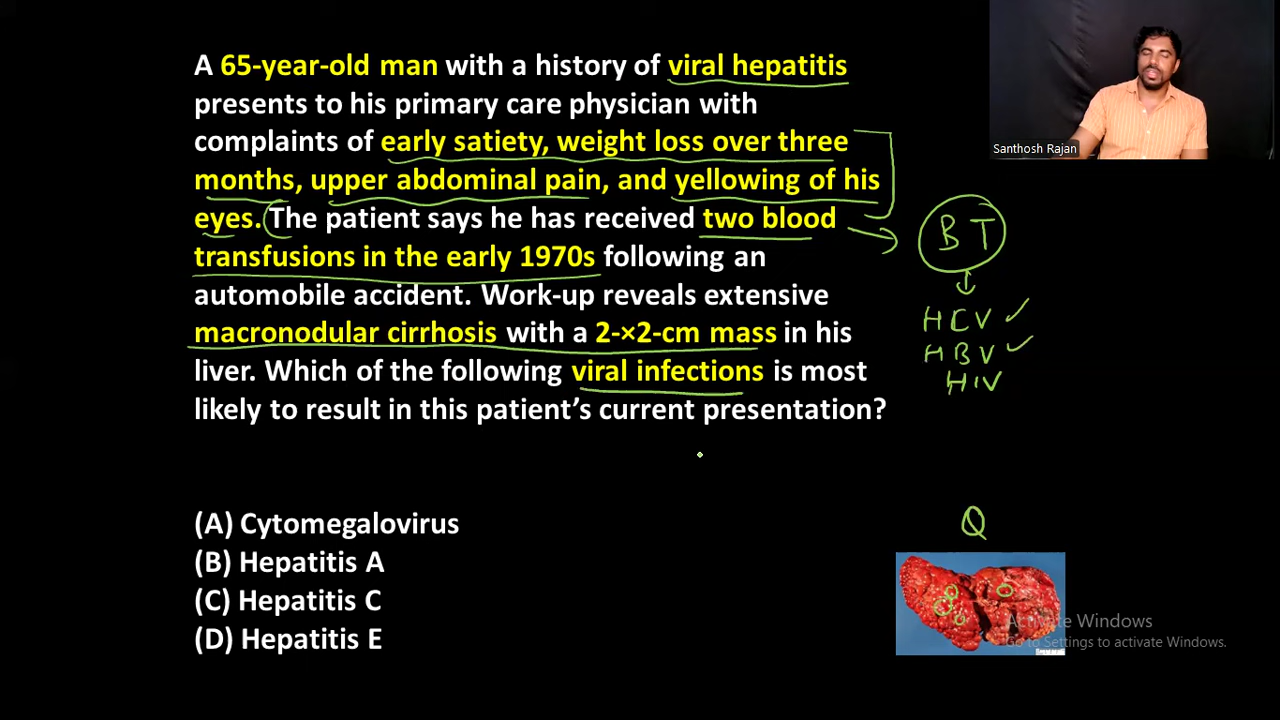 A 65-year-old man with a history of viral hepatitis
presents to his primary care physician with
complaints of early satiety, weight loss over three
months, upper abdominal pain, and yellowing of his
eyes. The patient says he has received two blood
transfusions in the early 1970s following an
automobile accident. Work-up reveals extensive
macronodular cirrhosis with a 2-×2-cm mass in his
liver. Which of the following viral infections is most
likely to result in this patient's current presentation?
(A) Cytomegalovirus
(B) Hepatitis A
(C) Hepatitis C
(D) Hepatitis E
Santhosh Rajan
BT
HCV ✓
HBV ✓
HIV
Q
Activate Windows
Go to Settings to activate Windows.